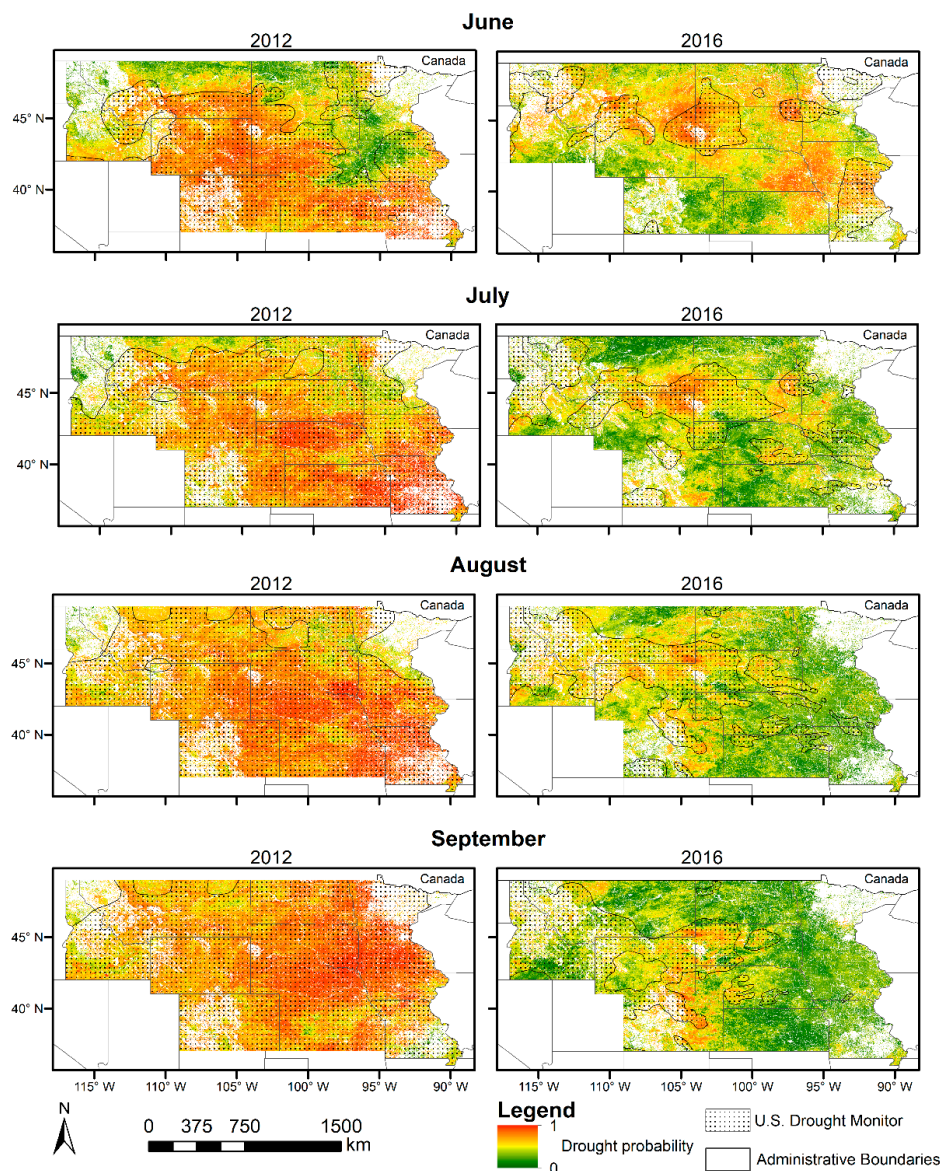 June
2012
2016
Canada
Canada
45° N
40° N
July
2012
2016
Canada
Canada
45° N
40° N
August
2012
2016
Canada
Canada
45° N
40° N
September
2012
2016
Canada
Canada
45° N
40° N
115° W 110° W 105° W 100° W 95° W 90° W
115° W 110° W 105° W 100° W 95° W 90° W
N
0 375 750 1500
km
Legend
1
Drought probability
0
U.S. Drought Monitor
Administrative Boundaries